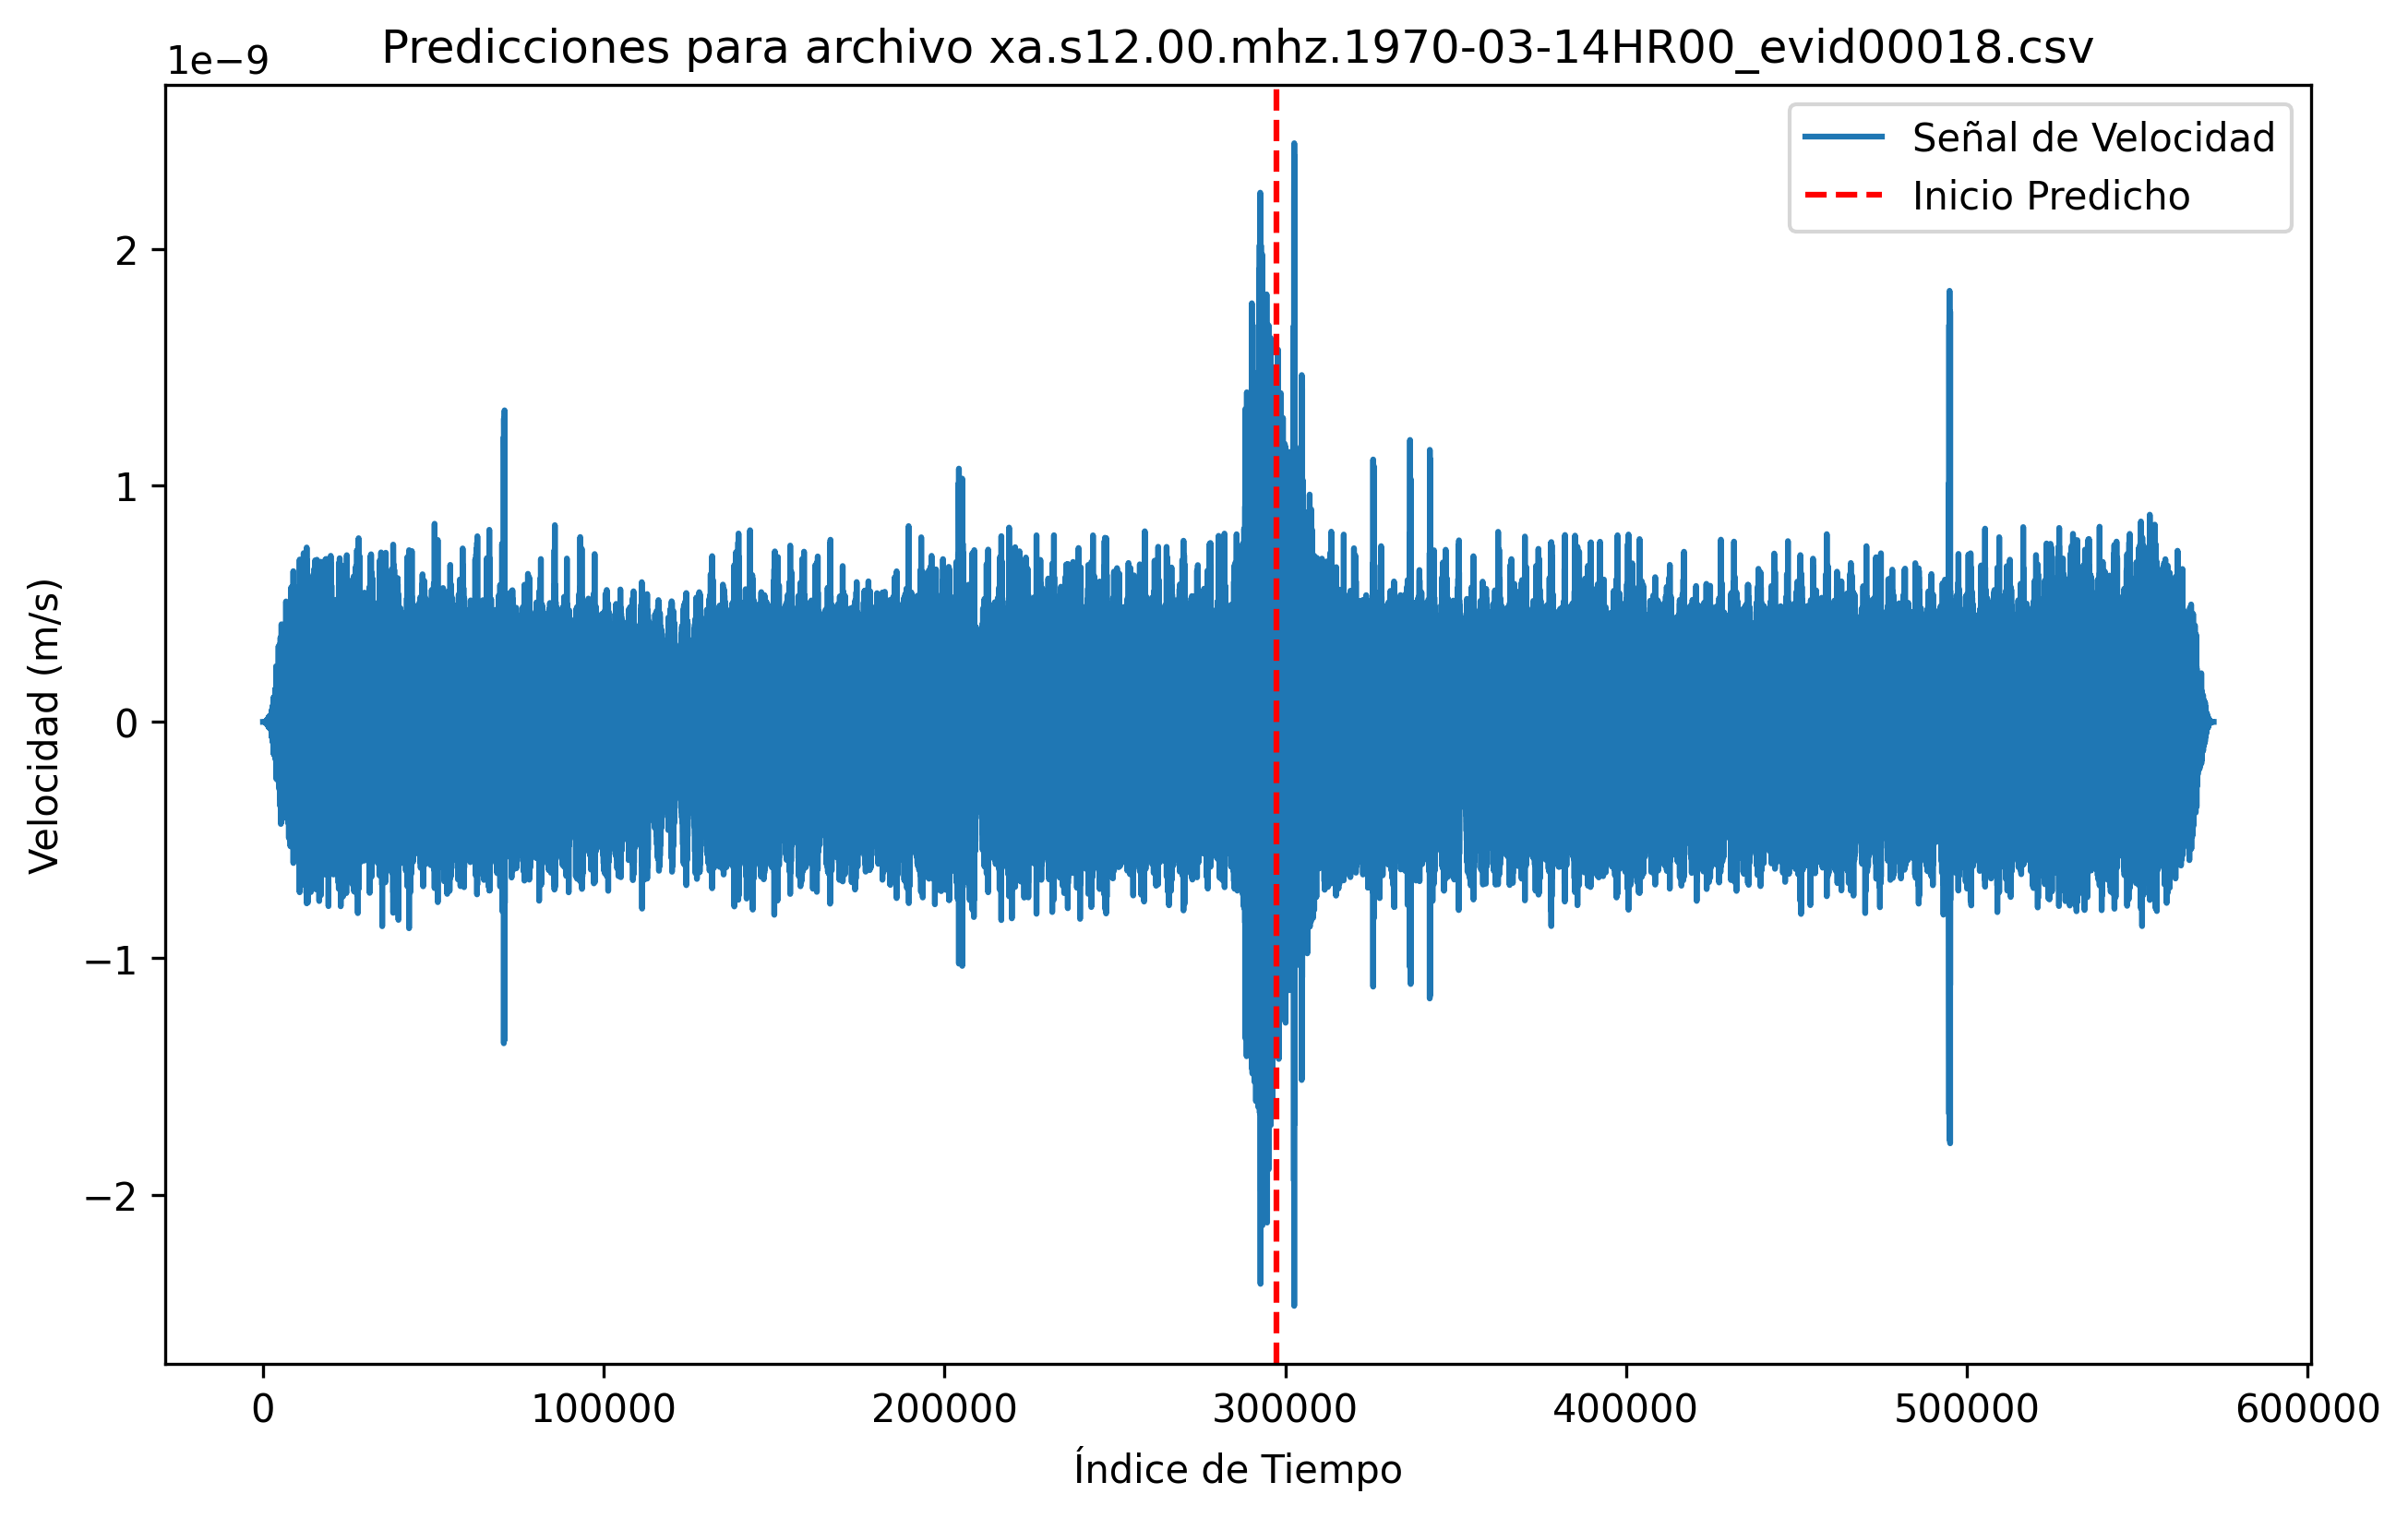 Predicciones para archivo xa.s12.00.mhz.1970-03-14HR00_evid00018.csv
1e−9
Señal de Velocidad
Inicio Predicho
2
1
0
−1
−2
Velocidad (m/s)
0
100000
200000
300000
400000
500000
600000
Índice de Tiempo